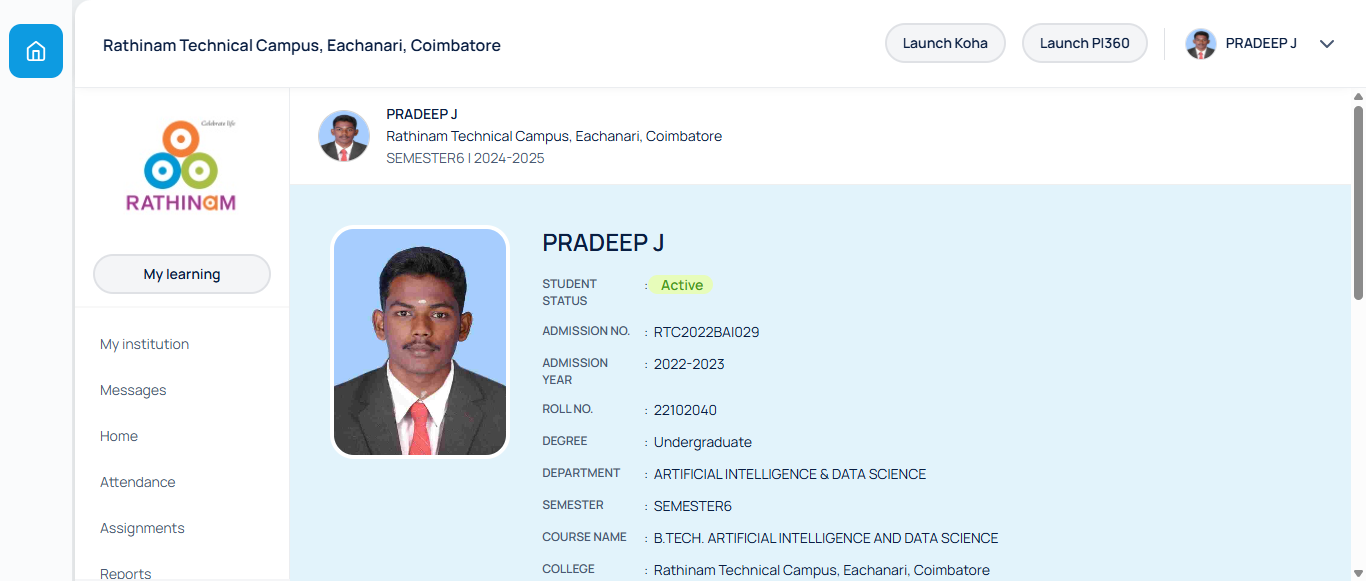 Rathinam Technical Campus, Eachanari, Coimbatore
Launch Koha
Launch PI360
PRADEEP J
Celebrate life
RATHINAM
My learning
My institution
Messages
Home
Attendance
Assignments
Reports
PRADEEP J
Rathinam Technical Campus, Eachanari, Coimbatore
SEMESTER6 | 2024-2025
PRADEEP J
STUDENT STATUS : Active
ADMISSION NO. : RTC2022BAI029
ADMISSION YEAR : 2022-2023
ROLL NO. : 22102040
DEGREE : Undergraduate
DEPARTMENT : ARTIFICIAL INTELLIGENCE & DATA SCIENCE
SEMESTER : SEMESTER6
COURSE NAME : B.TECH. ARTIFICIAL INTELLIGENCE AND DATA SCIENCE
COLLEGE : Rathinam Technical Campus, Eachanari, Coimbatore